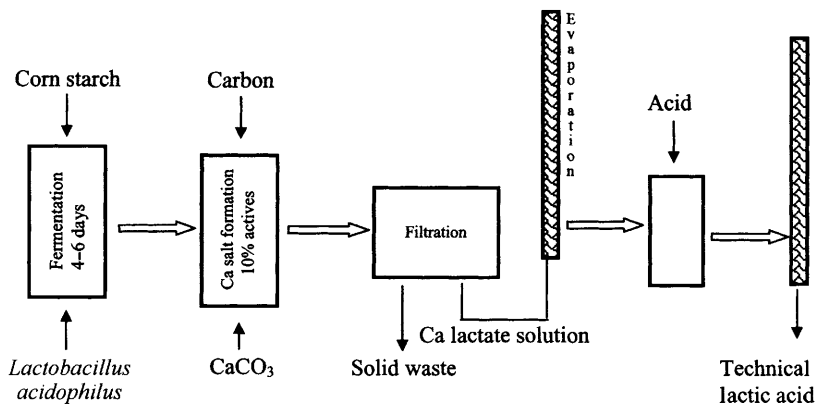 Corn starch
Fermentation
4–6 days
Lactobacillus
acidophilus
Carbon
Ca salt formation
10% actives
CaCO₃
Filtration
Solid waste
Ca lactate solution
Evaporation
Acid
Technical
lactic acid